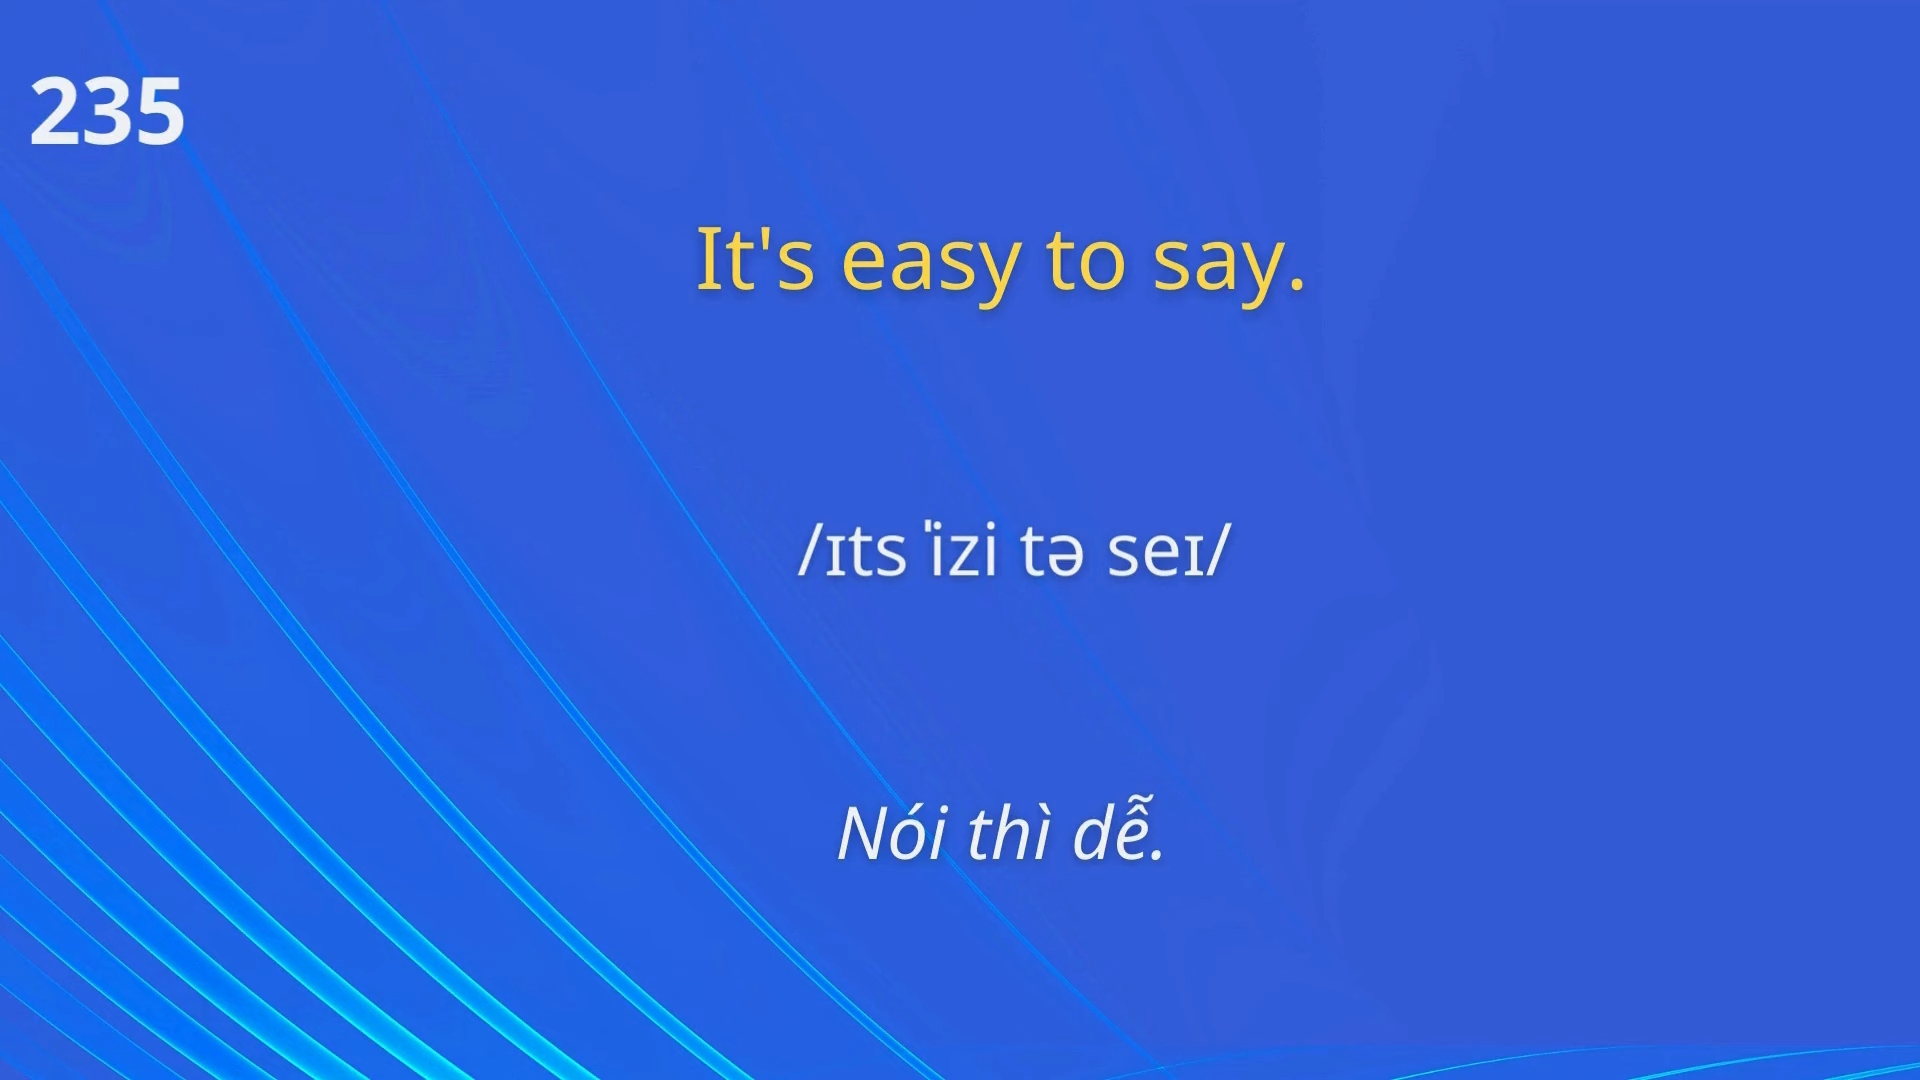 235
It's easy to say.
/ɪts ˈizi tə seɪ/
Nói thì dễ.